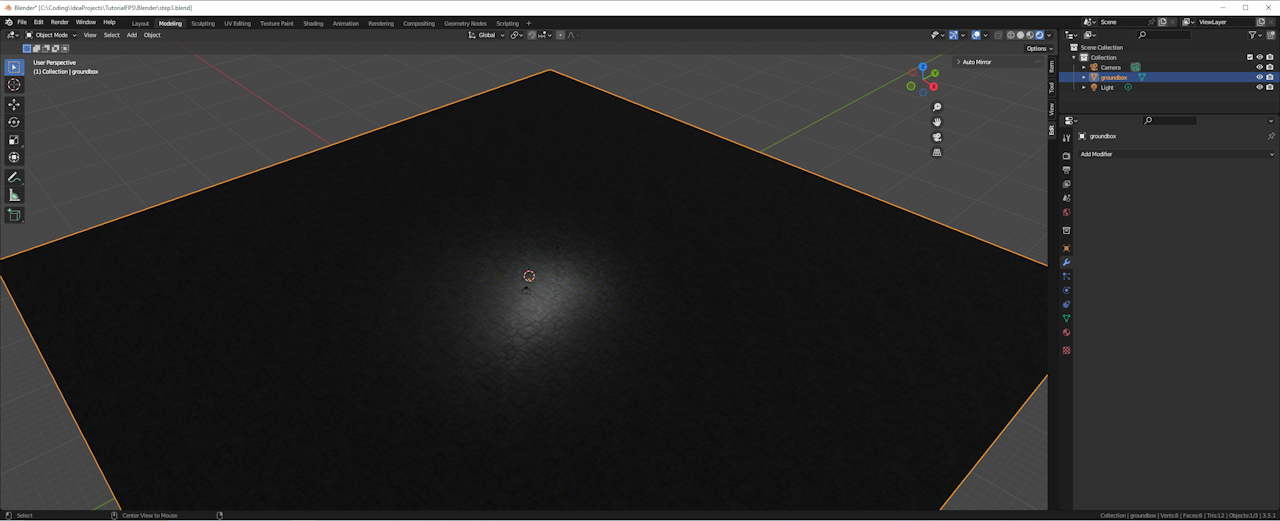 Blender* [C:\Coding\IdeaProjects\TutorialFPS\Blender\step3.blend]
File Edit Render Window Help Layout Modeling Sculpting UV Editing Texture Paint Shading Animation Rendering Compositing Geometry Nodes Scripting + Scene ViewLayer
Object Mode View Select Add Object Global
Options
User Perspective
(1) Collection | groundbox
Auto Mirror
Item
Tool
View
Edit
X
Y
Z
Scene Collection
Collection
Camera
groundbox
Light
groundbox
Add Modifier
Select Center View to Mouse Collection | groundbox | Verts:8 | Faces:6 | Tris:12 | Objects:1/3 | 3.5.1